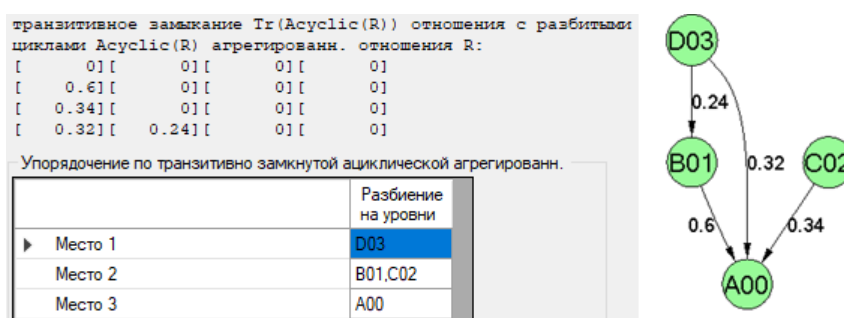 транзитивное замыкание Tr(Acyclic(R)) отношения с разбитыми
циклами Acyclic(R) агрегированн. отношения R:
[ 0][ 0][ 0][ 0]
[ 0.6][ 0][ 0][ 0]
[ 0.34][ 0][ 0][ 0]
[ 0.32][ 0.24][ 0][ 0]
Упорядочение по транзитивно замкнутой ациклической агрегированн.
Разбиение
на уровни
Место 1 D03
Место 2 B01,C02
Место 3 A00
D03
0.24
B01
0.32
C02
0.6
0.34
A00